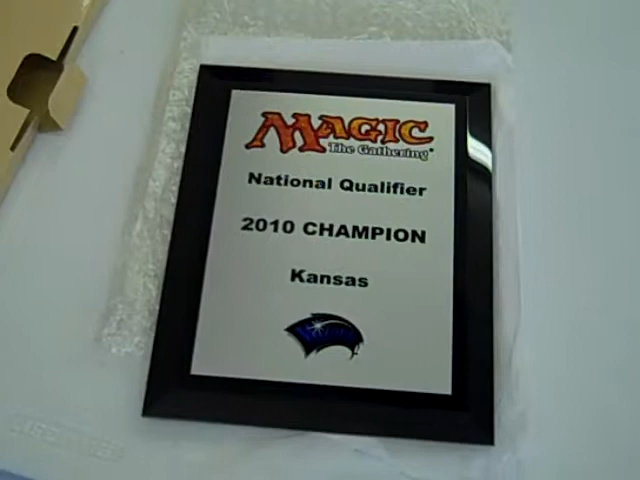 MAGIC
The Gathering®
National Qualifier
2010 CHAMPION
Kansas